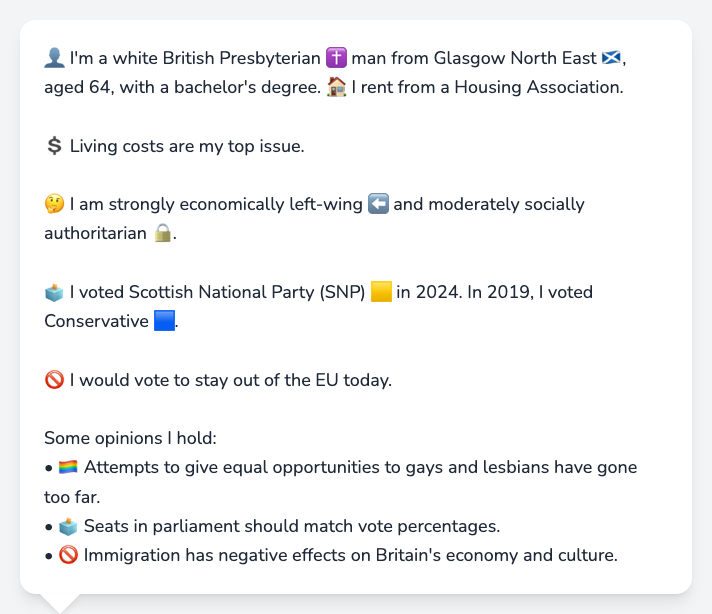 👤 I'm a white British Presbyterian ✝️ man from Glasgow North East 🏴󠁧󠁢󠁳󠁣󠁴󠁿,
aged 64, with a bachelor's degree. 🏠 I rent from a Housing Association.
💲 Living costs are my top issue.
🤔 I am strongly economically left-wing ⬅️ and moderately socially
authoritarian 🔒.
🗳️ I voted Scottish National Party (SNP) 🟨 in 2024. In 2019, I voted
Conservative 🟦.
🚫 I would vote to stay out of the EU today.
Some opinions I hold:
• 🏳️‍🌈 Attempts to give equal opportunities to gays and lesbians have gone
too far.
• 🗳️ Seats in parliament should match vote percentages.
• 🚫 Immigration has negative effects on Britain's economy and culture.